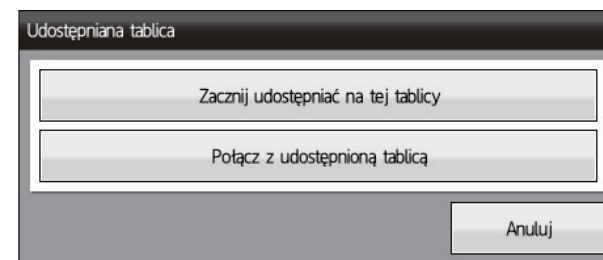 Udostępniana tablica
Zacznij udostępniać na tej tablicy
Połącz z udostępnioną tablicą
Anuluj